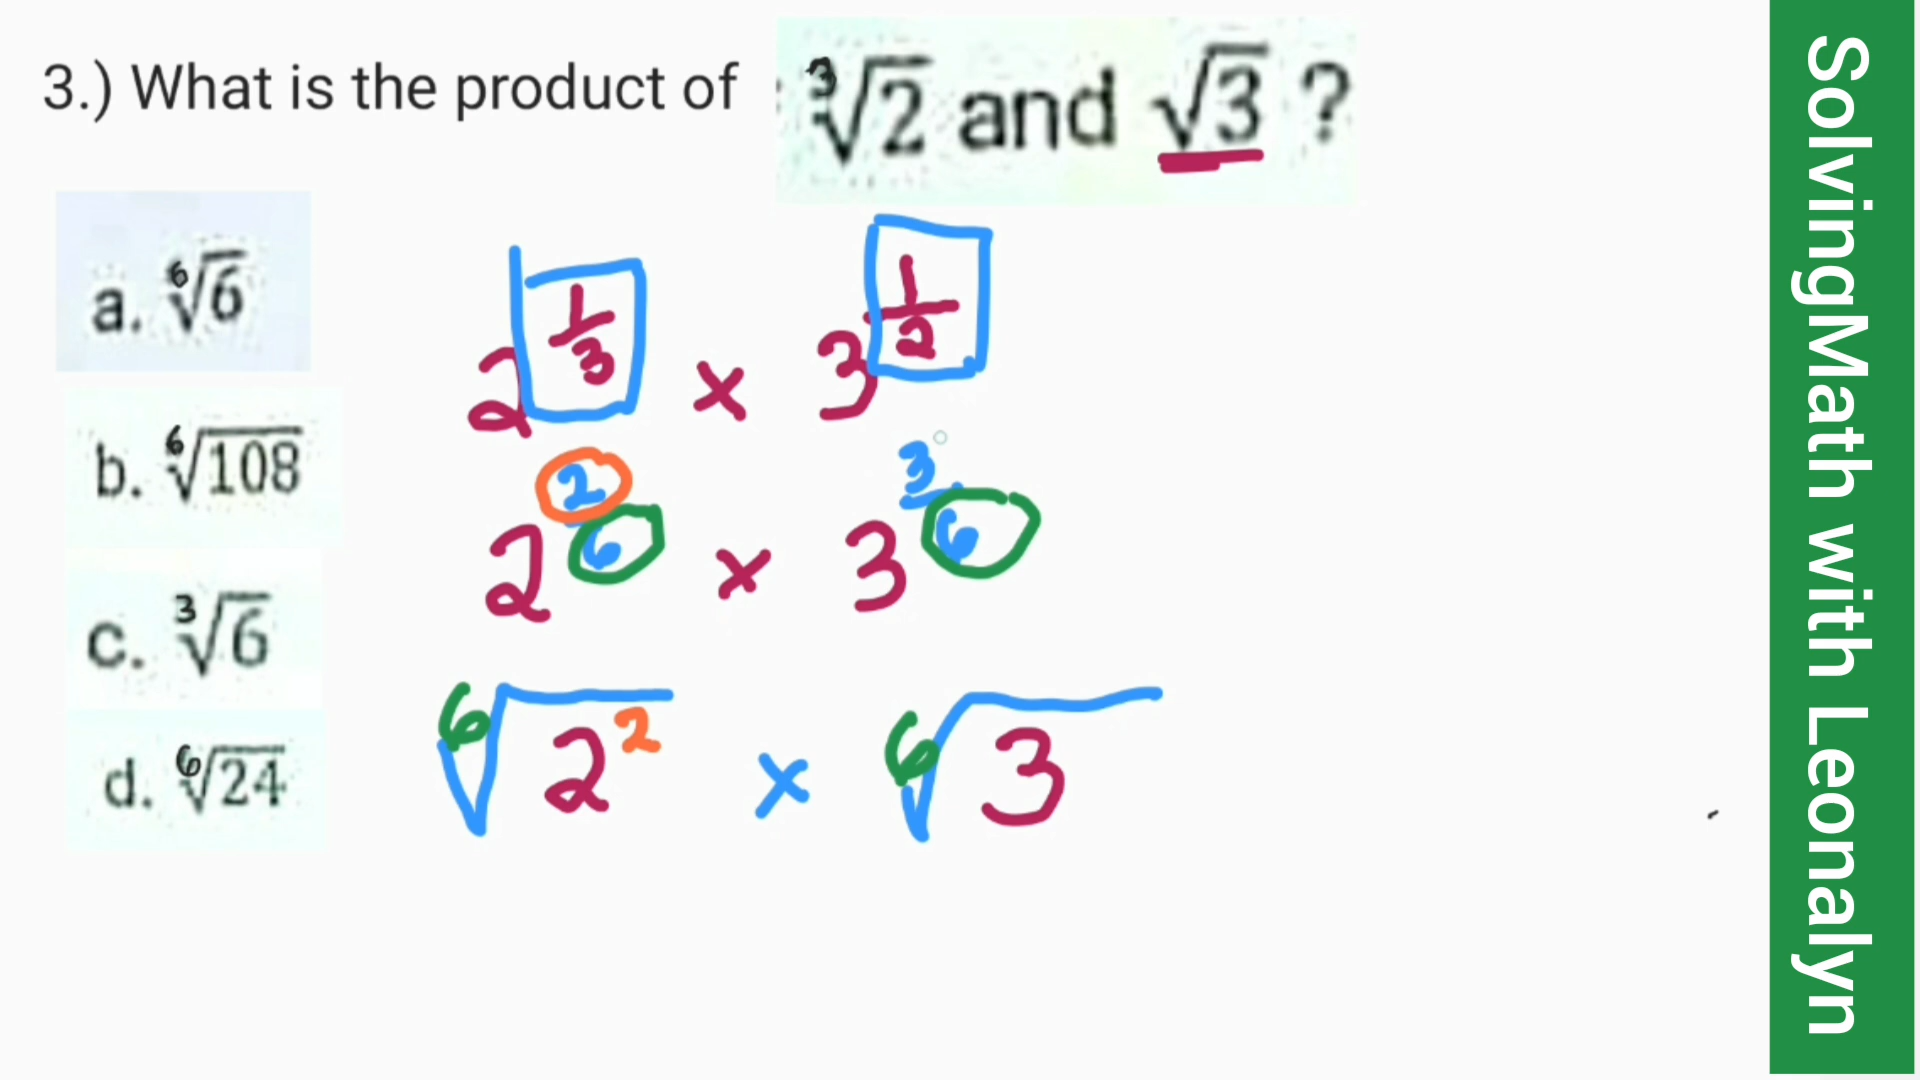 3.) What is the product of ∛2 and √3 ?
a. ⁶√6
b. ⁶√108
c. ³√6
d. ⁶√24
2^(1/3) x 3^(1/2)
2^(2/6) x 3^(3/6)
⁶√2² x ⁶√3
SolvingMath with Leonalyn